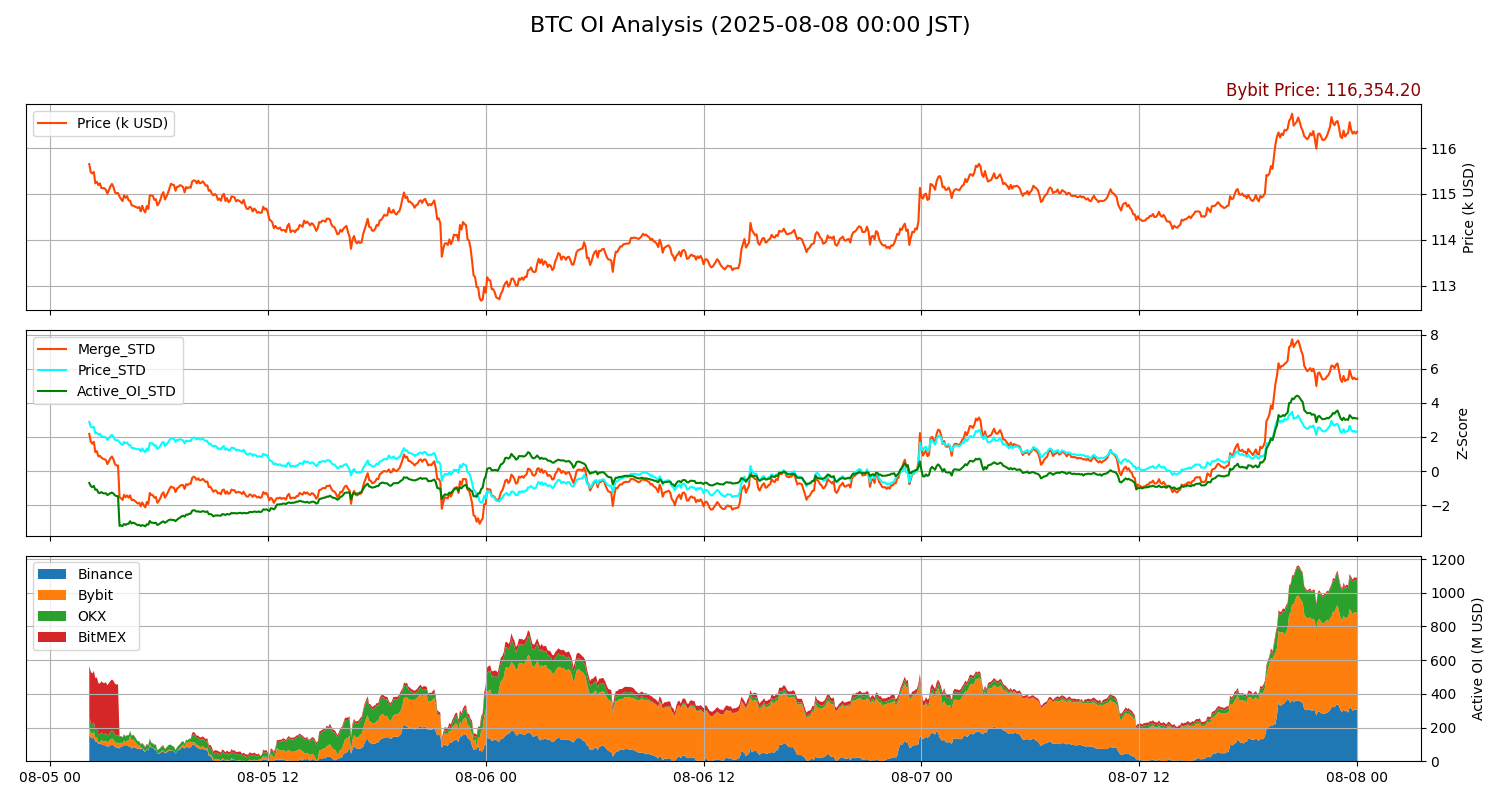 BTC OI Analysis (2025-08-08 00:00 JST)
Bybit Price: 116,354.20
Price (k USD)
116
115
114
113
Price (k USD)
Merge_STD
Price_STD
Active_OI_STD
8
6
4
2
0
−2
Z-Score
Binance
Bybit
OKX
BitMEX
1200
1000
800
600
400
200
0
Active OI (M USD)
08-05 00
08-05 12
08-06 00
08-06 12
08-07 00
08-07 12
08-08 00